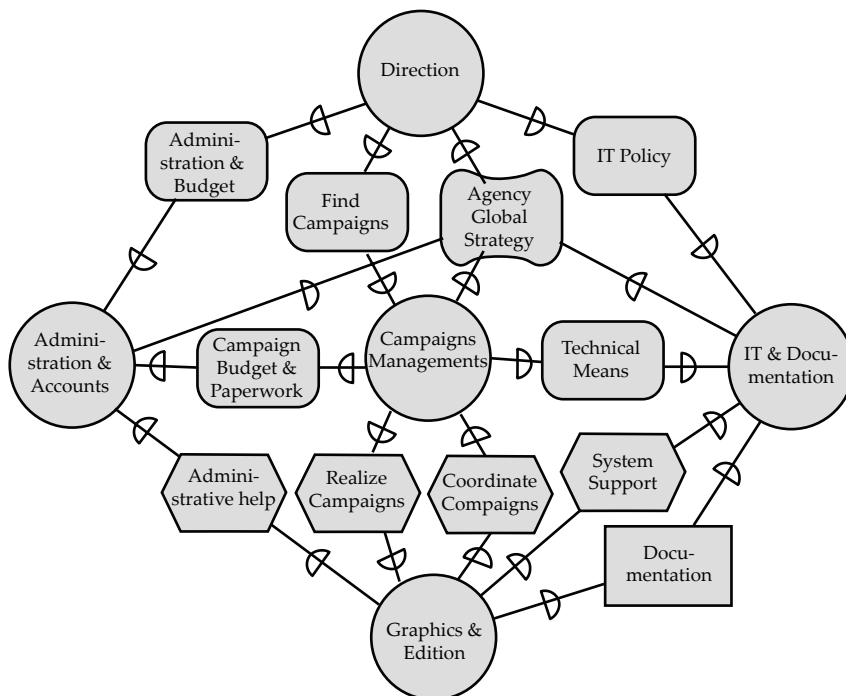 Direction
Admini-
stration &
Budget
IT Policy
Find
Campaigns
Agency
Global
Strategy
Admini-
stration &
Accounts
Campaign
Budget &
Paperwork
Campaigns
Managements
Technical
Means
IT & Docu-
mentation
Admini-
strative help
Realize
Campaigns
Coordinate
Compaigns
System
Support
Docu-
mentation
Graphics &
Edition